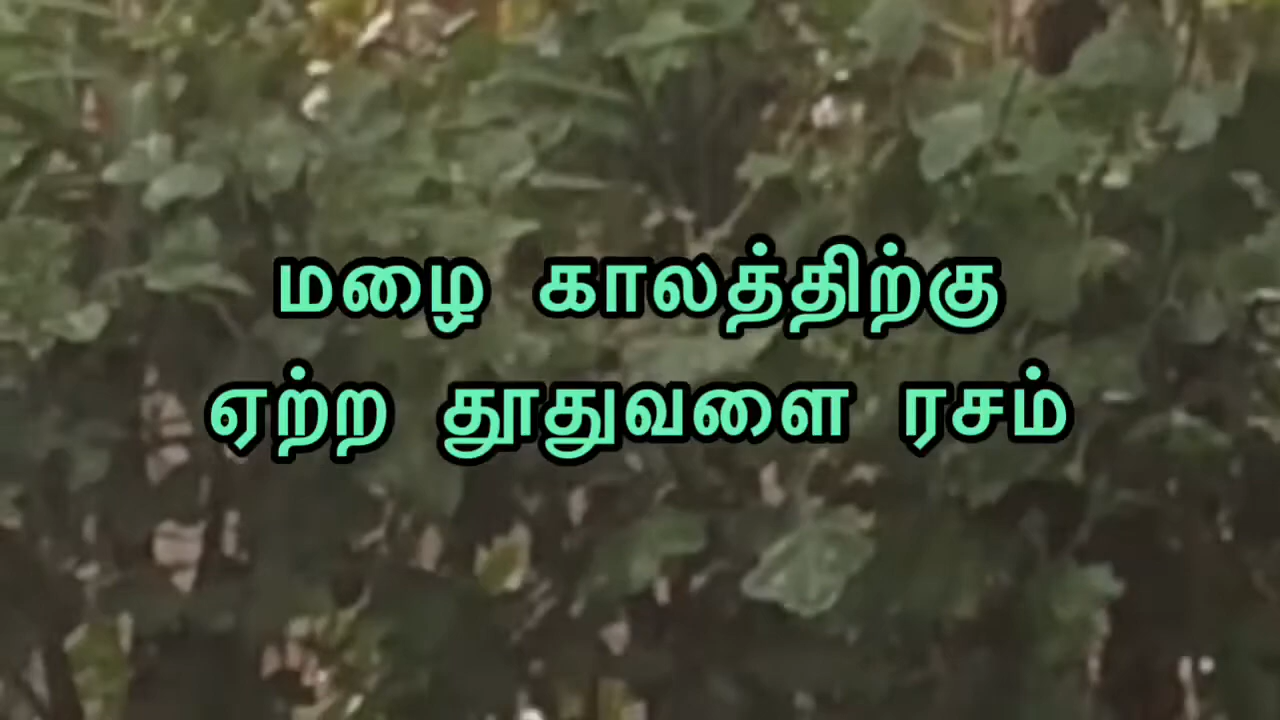 மழை காலத்திற்கு
ஏற்ற தூதுவளை ரசம்